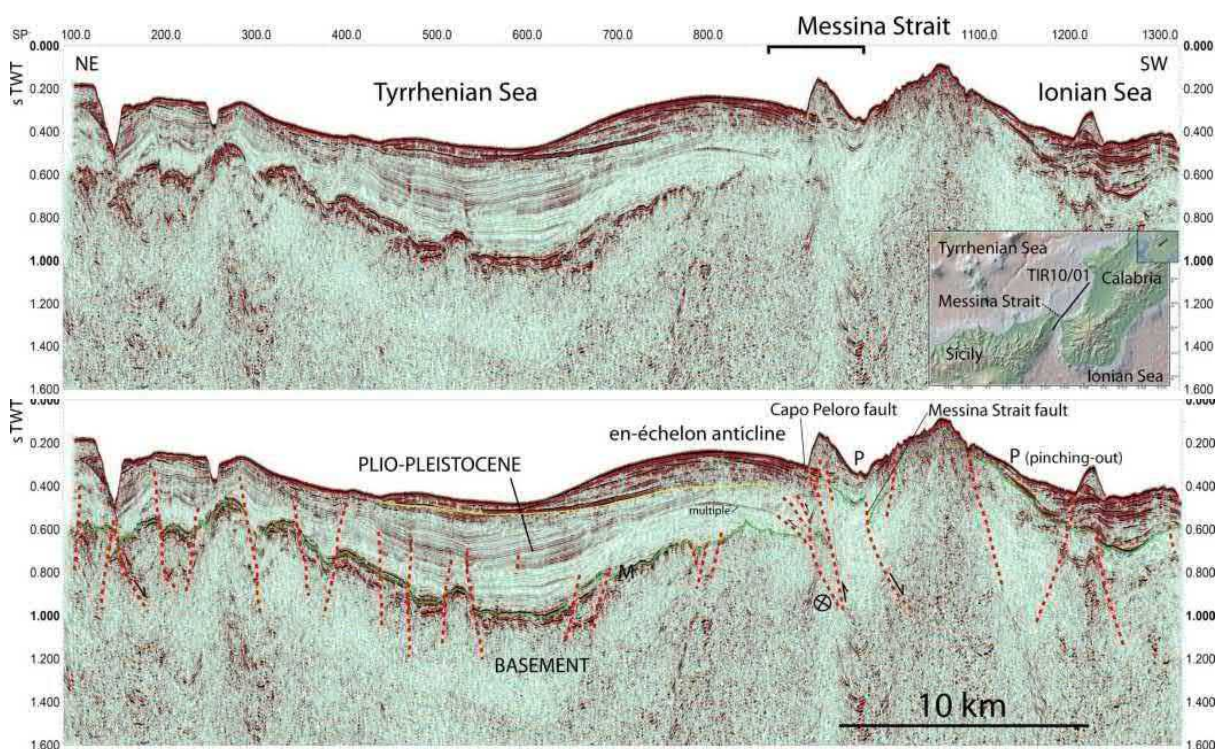 Messina Strait
SP. 100.0 200.0 300.0 400.0 500.0 600.0 700.0 800.0 1100.0 1200.0 1300.0
0.000 0.000
NE SW
s TWT
0.200 0.200
Tyrrhenian Sea Ionian Sea
0.400 0.400
0.600 0.600
0.800 0.800
Tyrrhenian Sea
1.000 1.000
TIR10/01
Calabria
1.200 1.200
Messina Strait
1.400 1.400
Sicily
Ionian Sea
1.600 1.600
0.000 0.000
s TWT
Capo Peloro fault Messina Strait fault
0.200 0.200
en-échelon anticline
P P (pinching-out)
PLIO-PLEISTOCENE
0.400 0.400
multiple
0.600 0.600
M
0.800 0.800
1.000 1.000
BASEMENT
1.200 1.200
10 km
1.400 1.400
1.600 1.600